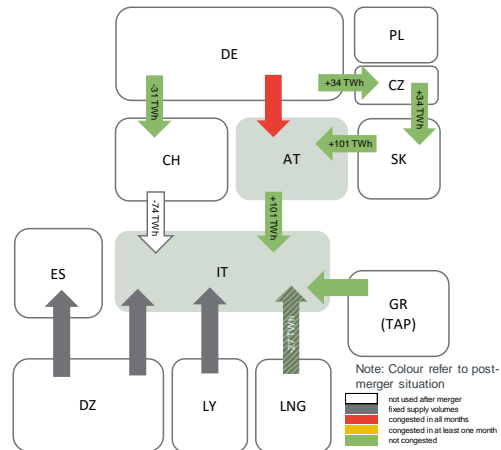 DE
PL
+34 TWh
CZ
-31 TWh
+34 TWh
CH
AT
+101 TWh
SK
-74 TWh
+101 TWh
ES
IT
-27 TWh
GR
(TAP)
DZ
LY
LNG
Note: Colour refer to post-
merger situation
not used after merger
fixed supply volumes
congested in all months
congested in at least one month
not congested